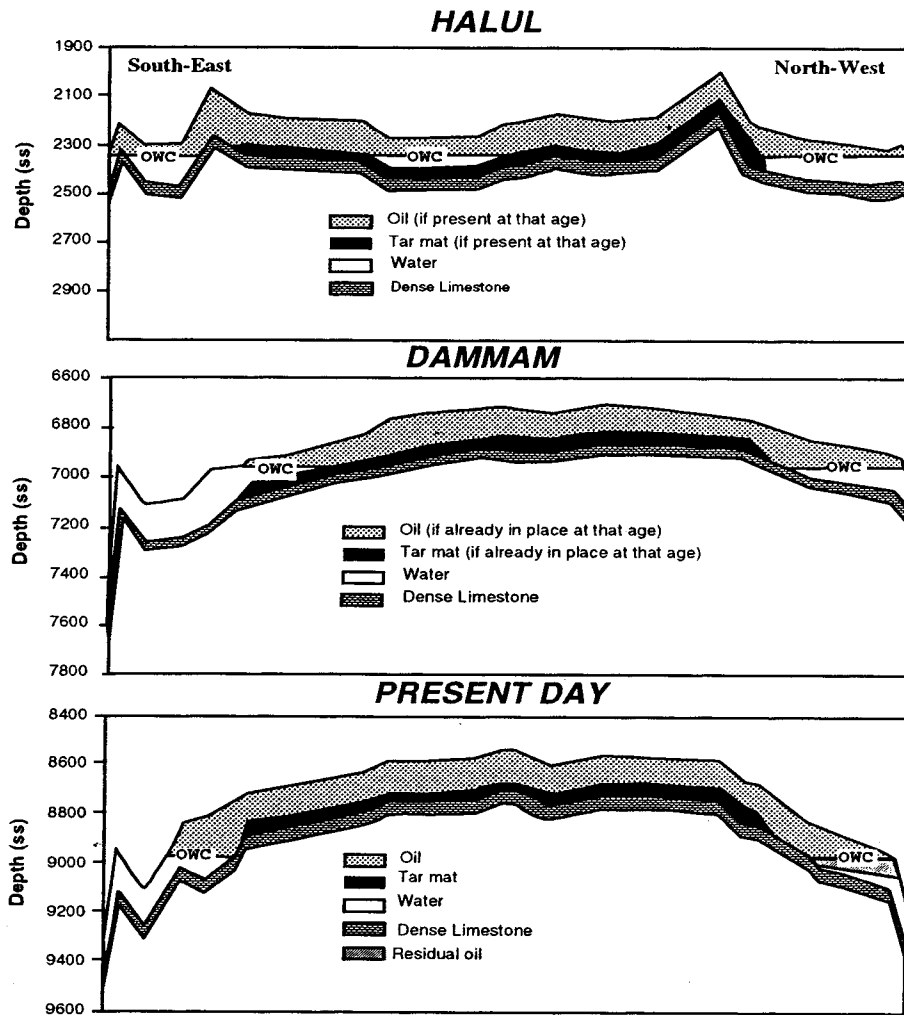 HALUL
1900
South-East
North-West
2100
2300
OWC
OWC
OWC
2500
Depth (ss)
Oil (if present at that age)
2700
Tar mat (if present at that age)
Water
2900
Dense Limestone
DAMMAM
6600
6800
7000
OWC
OWC
Depth (ss)
7200
Oil (if already in place at that age)
7400
Tar mat (if already in place at that age)
Water
7600
Dense Limestone
7800
PRESENT DAY
8400
8600
8800
Depth (ss)
9000
OWC
OWC
Oil
Tar mat
9200
Water
Dense Limestone
9400
Residual oil
9600